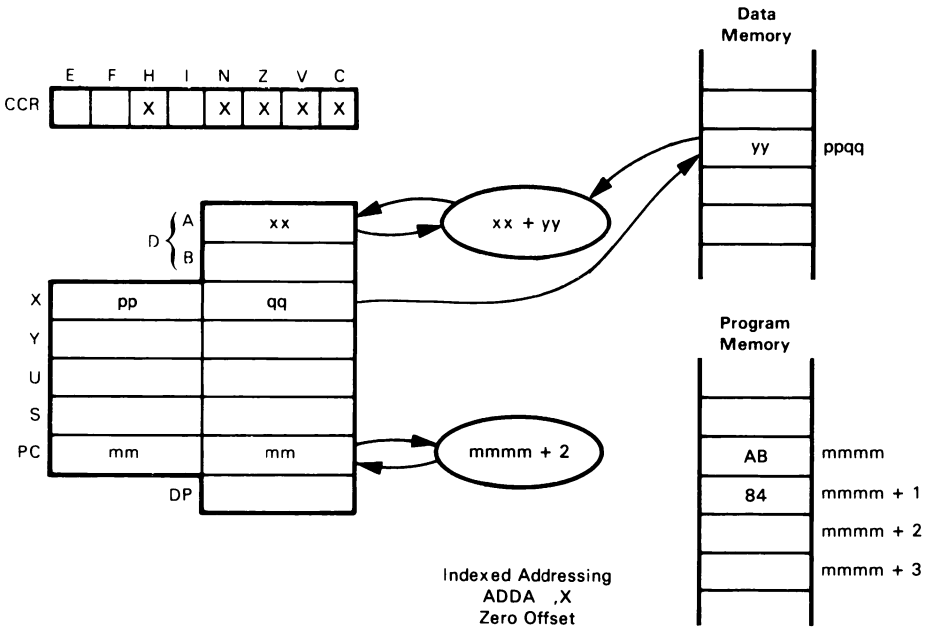 Data
Memory
E F H I N Z V C
CCR X X X X X
yy ppqq
D { A xx
B
xx + yy
X pp qq
Y
U
S
PC mm mm
DP
mmmm + 2
Program
Memory
AB mmmm
84 mmmm + 1
mmmm + 2
mmmm + 3
Indexed Addressing
ADDA ,X
Zero Offset